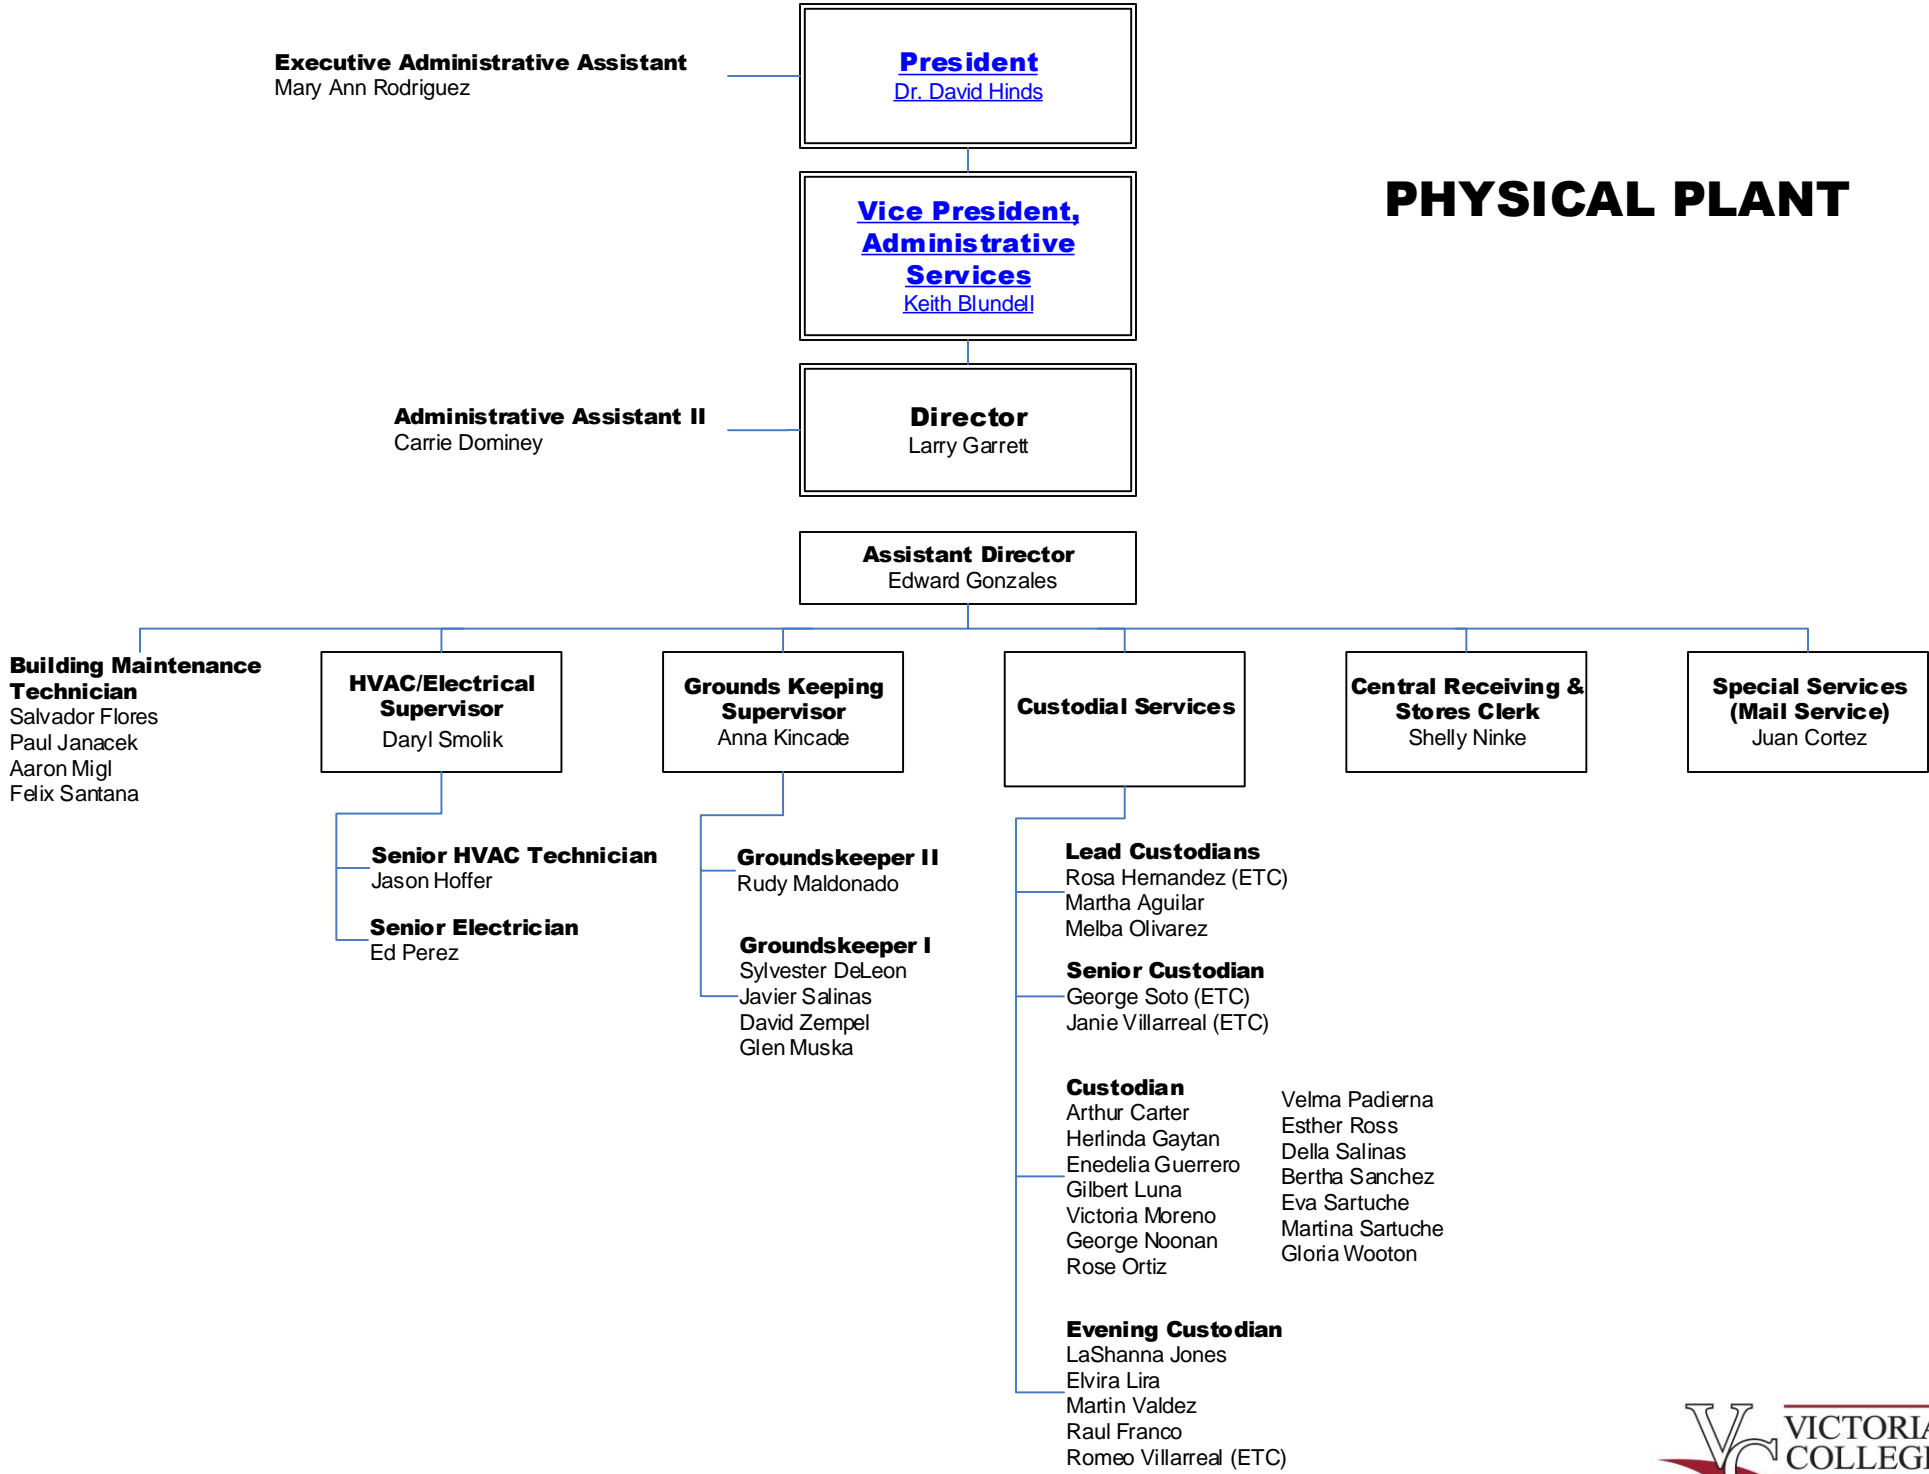 Executive Administrative Assistant
Mary Ann Rodriguez
President
Dr. David Hinds
PHYSICAL PLANT
Vice President,
Administrative
Services
Keith Blundell
Administrative Assistant II
Carrie Dominey
Director
Larry Garrett
Assistant Director
Edward Gonzales
Building Maintenance
Technician
Salvador Flores
Paul Janacek
Aaron Migl
Felix Santana
HVAC/Electrical
Supervisor
Daryl Smolik
Senior HVAC Technician
Jason Hoffer
Senior Electrician
Ed Perez
Grounds Keeping
Supervisor
Anna Kincade
Groundskeeper II
Rudy Maldonado
Groundskeeper I
Sylvester DeLeon
Javier Salinas
David Zempel
Glen Muska
Custodial Services
Lead Custodians
Rosa Hernandez (ETC)
Martha Aguilar
Melba Olivarez
Senior Custodian
George Soto (ETC)
Janie Villarreal (ETC)
Custodian
Arthur Carter
Herlinda Gaytan
Enedelia Guerrero
Gilbert Luna
Victoria Moreno
George Noonan
Rose Ortiz
Velma Padierna
Esther Ross
Della Salinas
Bertha Sanchez
Eva Sartuche
Martina Sartuche
Gloria Wooton
Evening Custodian
LaShanna Jones
Elvira Lira
Martin Valdez
Raul Franco
Romeo Villarreal (ETC)
Central Receiving &
Stores Clerk
Shelly Ninke
Special Services
(Mail Service)
Juan Cortez
VC
VICTORIA
COLLEGE